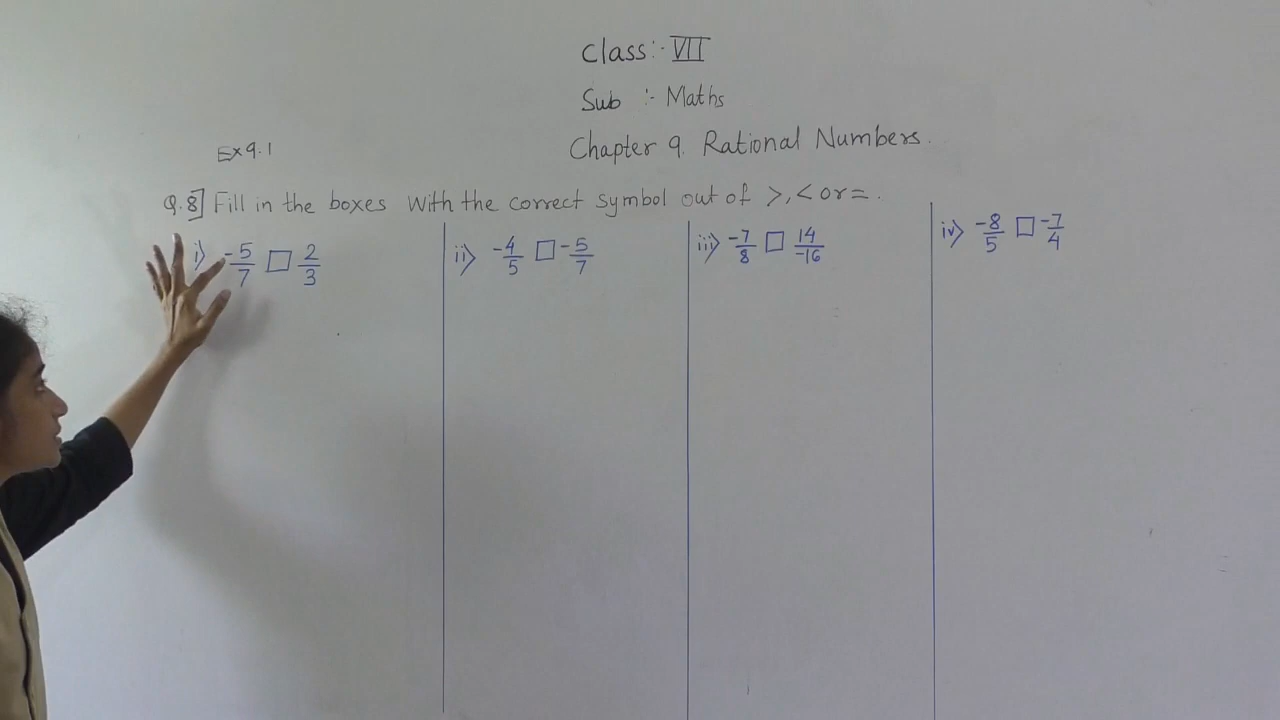 Class:- VII
Sub :- Maths
Chapter 9. Rational Numbers.
Ex 9.1
Q.8] Fill in the boxes with the correct symbol out of >, < or =.
i) -5/7 □ 2/3
ii) -4/5 □ -5/7
iii) -7/8 □ 14/-16
iv) -8/5 □ -7/4